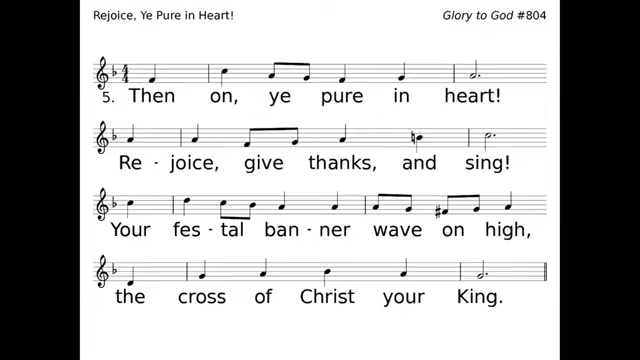 Rejoice, Ye Pure in Heart! Glory to God #804
5. Then on, ye pure in heart!
Re - joice, give thanks, and sing!
Your fes - tal ban - ner wave on high,
the cross of Christ your King.